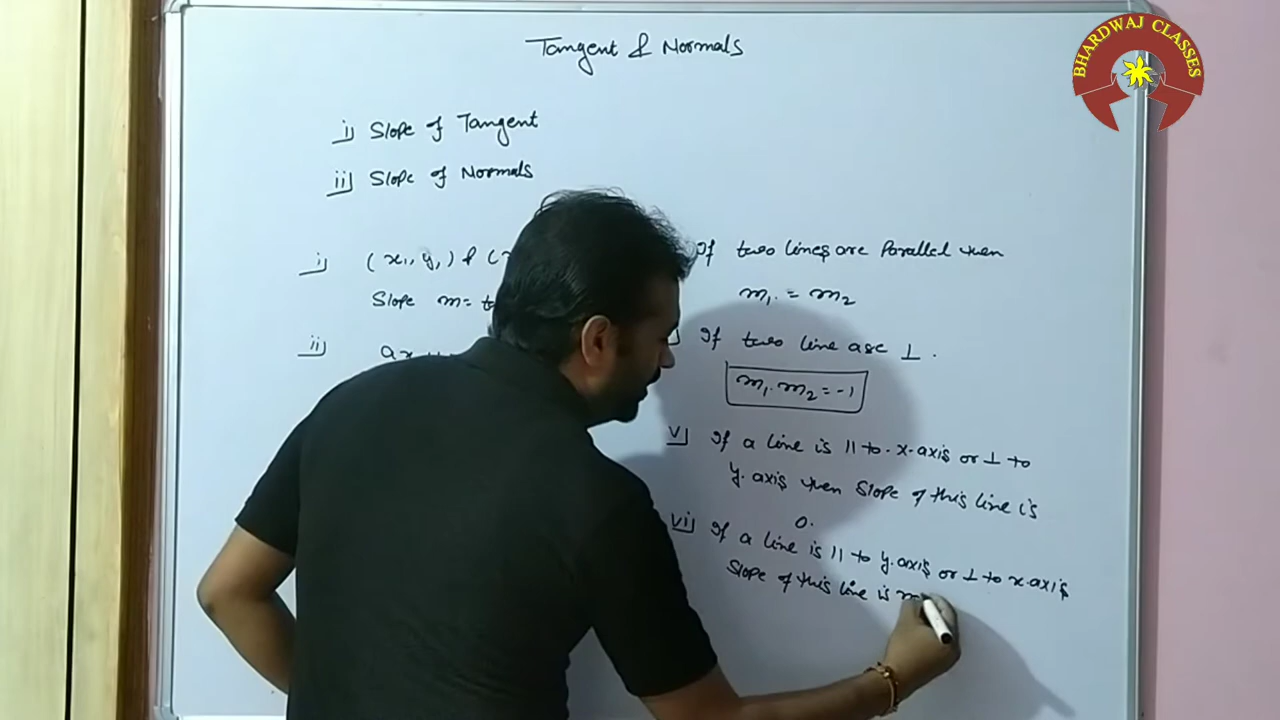 Tangent & Normals
i) Slope of Tangent
ii) Slope of Normals
i) (x1, y1) & (
Slope m= t
ii) ax
If two lines are Parallel then
m1 = m2
If two line are ⊥.
m1. m2 = -1
v) If a line is || to. x-axis or ⊥ to
y.axis then Slope of this line is
0.
vi) If a line is || to y.axis or ⊥ to x.axis
Slope of this line is
BHARDWAJ CLASSES